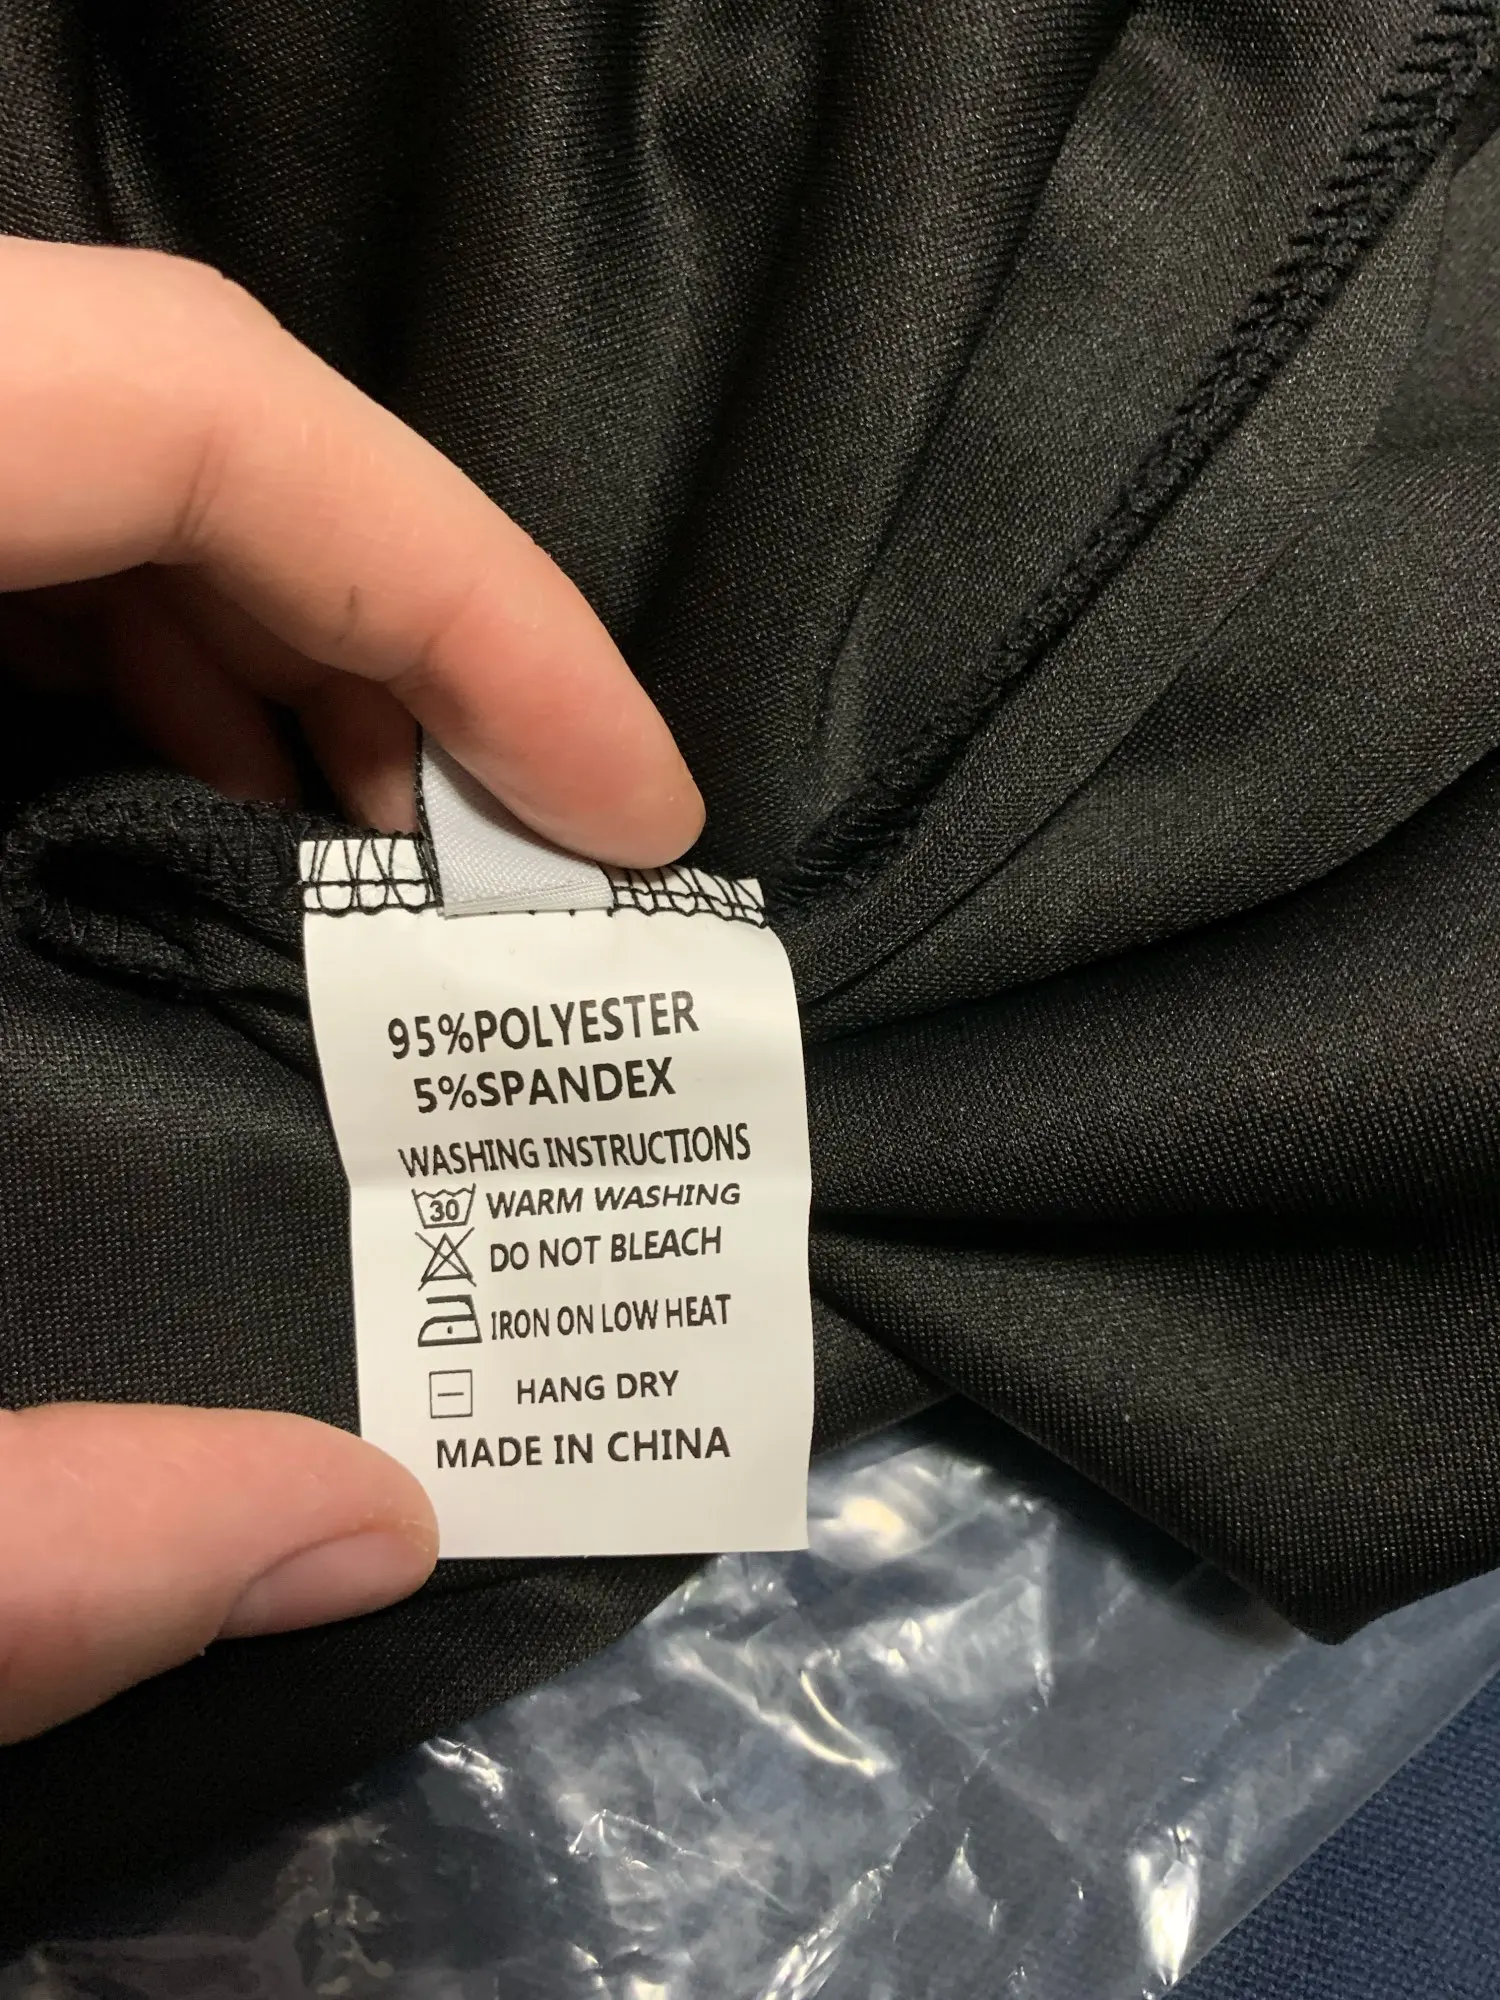 95%POLYESTER
5%SPANDEX
WASHING INSTRUCTIONS
30 WARM WASHING
DO NOT BLEACH
IRON ON LOW HEAT
HANG DRY
MADE IN CHINA